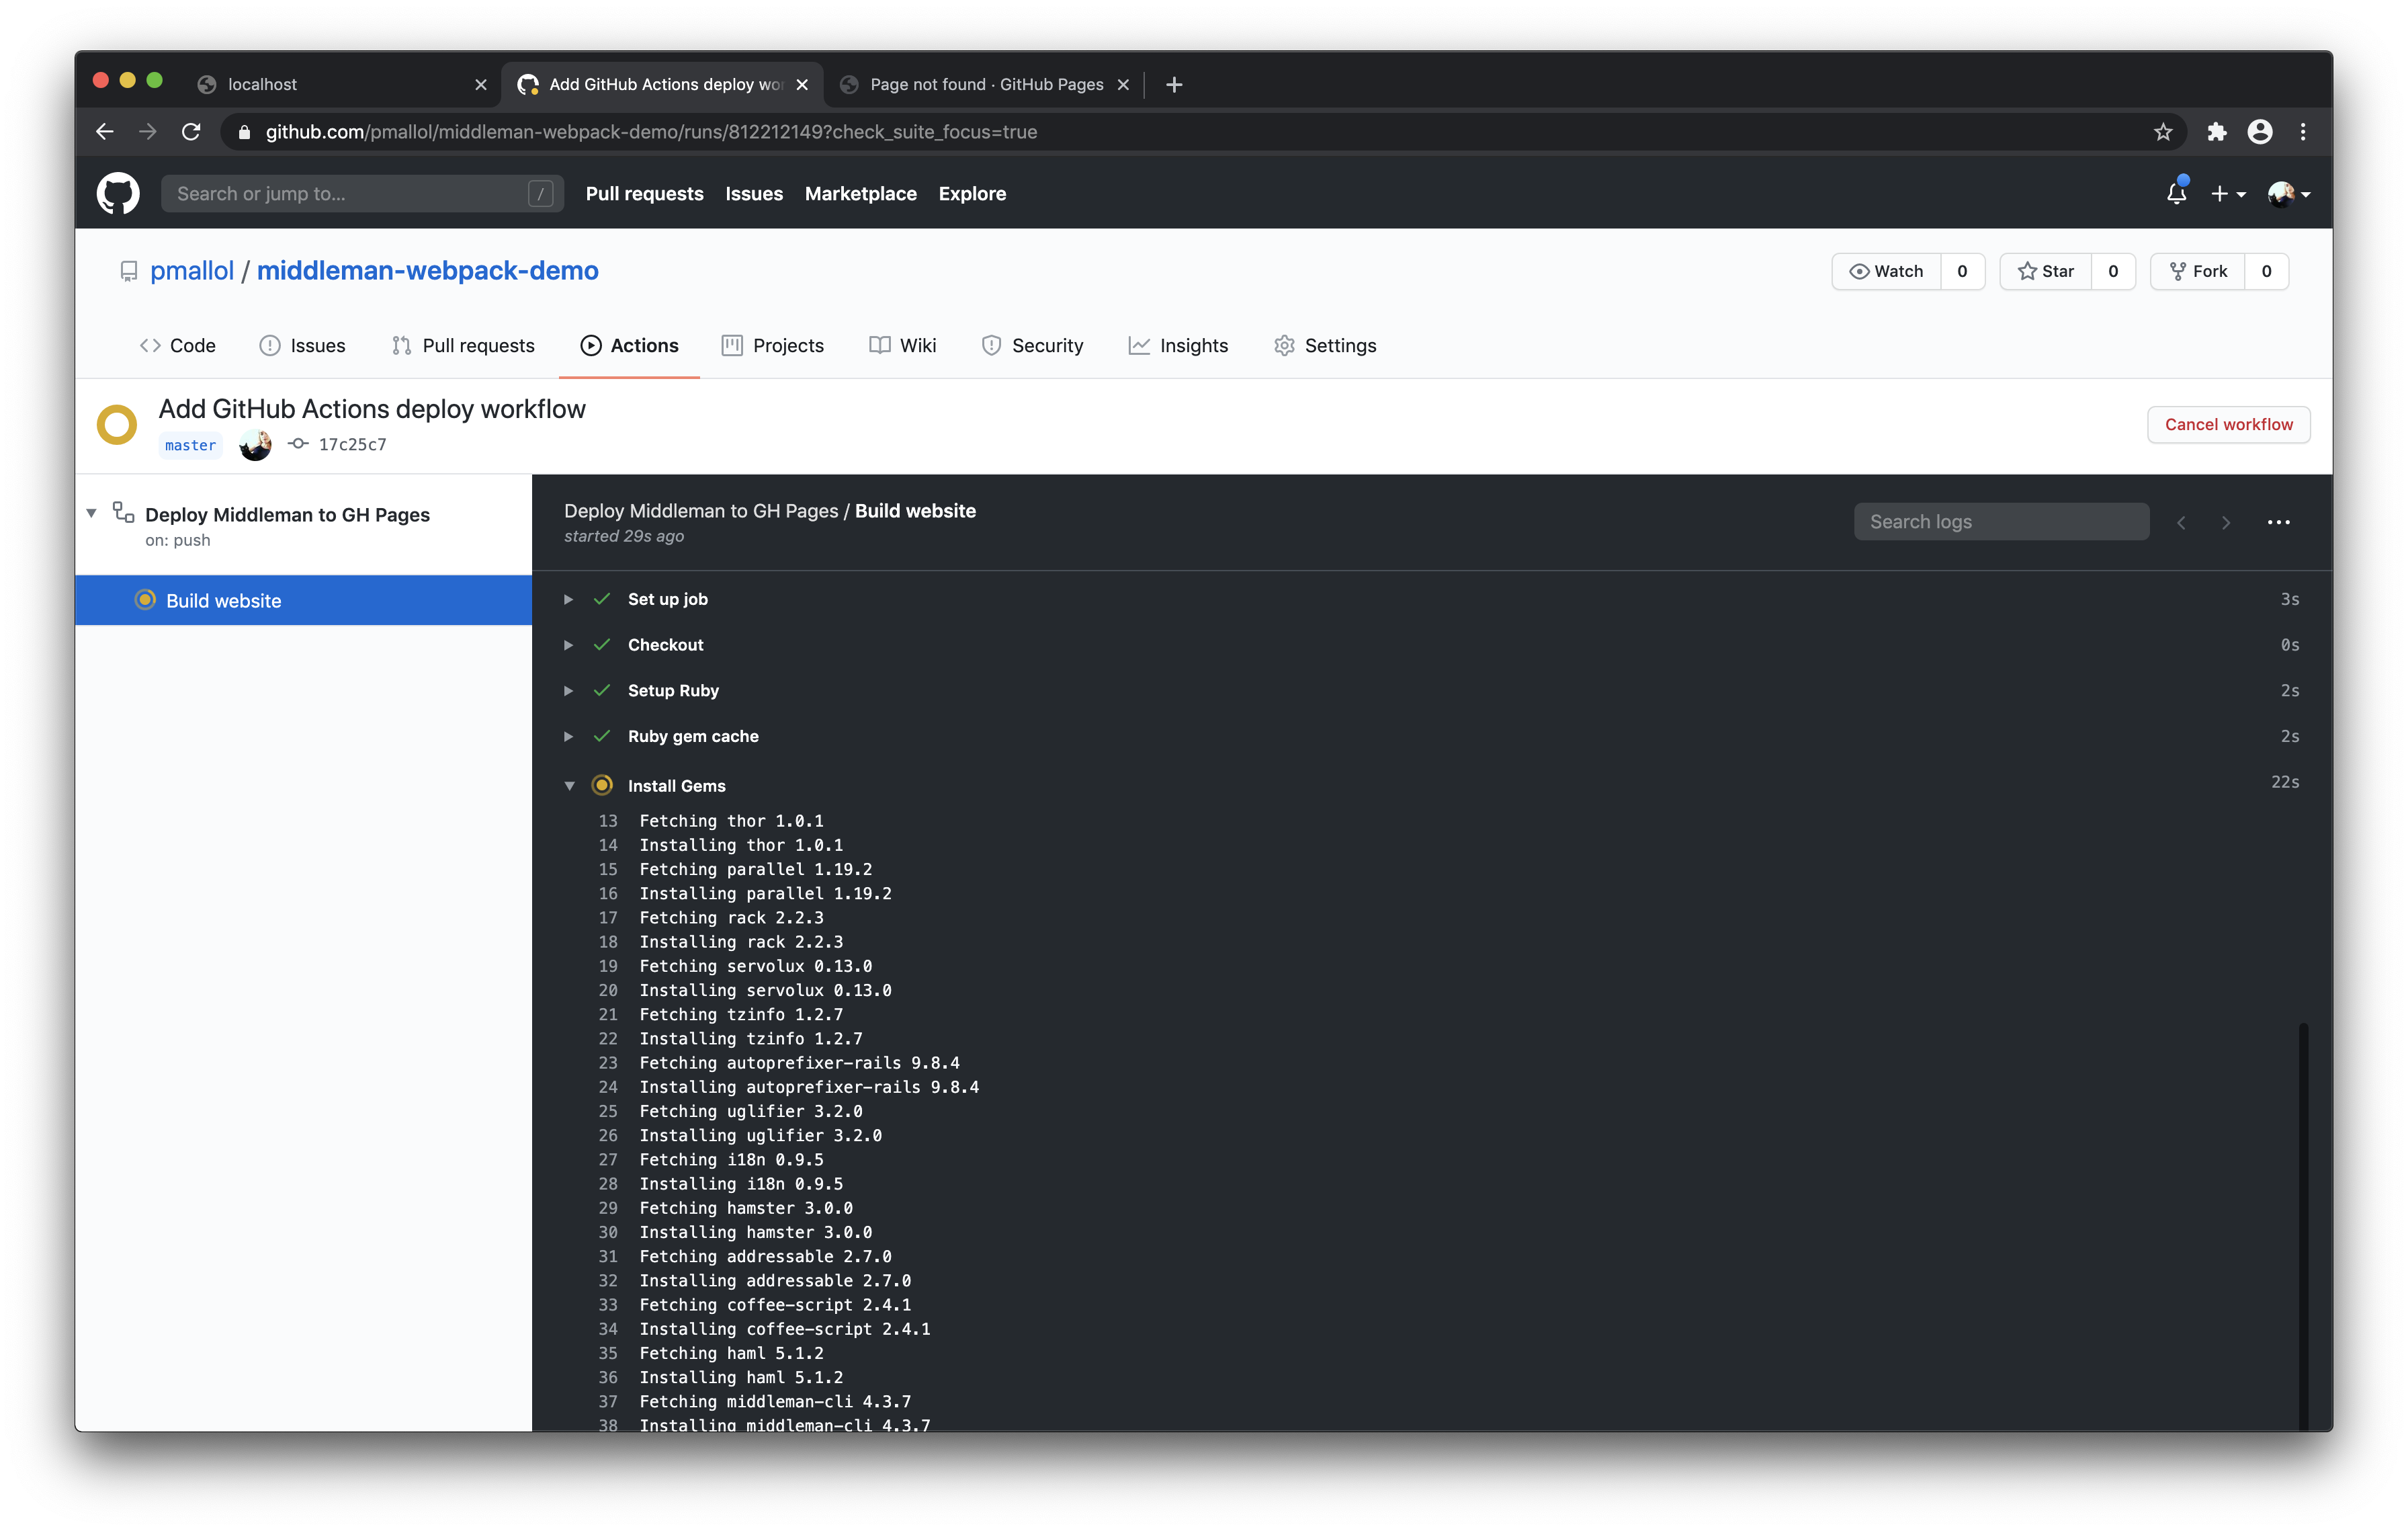 localhost
Add GitHub Actions deploy wor
Page not found · GitHub Pages
github.com/pmallol/middleman-webpack-demo/runs/812212149?check_suite_focus=true
Search or jump to... /
Pull requests Issues Marketplace Explore
pmallol / middleman-webpack-demo
Watch 0 Star 0 Fork 0
Code Issues Pull requests Actions Projects Wiki Security Insights Settings
Add GitHub Actions deploy workflow
master 17c25c7
Cancel workflow
Deploy Middleman to GH Pages
on: push
Build website
Deploy Middleman to GH Pages / Build website
started 29s ago
Search logs
Set up job 3s
Checkout 0s
Setup Ruby 2s
Ruby gem cache 2s
Install Gems 22s
13 Fetching thor 1.0.1
14 Installing thor 1.0.1
15 Fetching parallel 1.19.2
16 Installing parallel 1.19.2
17 Fetching rack 2.2.3
18 Installing rack 2.2.3
19 Fetching servolux 0.13.0
20 Installing servolux 0.13.0
21 Fetching tzinfo 1.2.7
22 Installing tzinfo 1.2.7
23 Fetching autoprefixer-rails 9.8.4
24 Installing autoprefixer-rails 9.8.4
25 Fetching uglifier 3.2.0
26 Installing uglifier 3.2.0
27 Fetching i18n 0.9.5
28 Installing i18n 0.9.5
29 Fetching hamster 3.0.0
30 Installing hamster 3.0.0
31 Fetching addressable 2.7.0
32 Installing addressable 2.7.0
33 Fetching coffee-script 2.4.1
34 Installing coffee-script 2.4.1
35 Fetching haml 5.1.2
36 Installing haml 5.1.2
37 Fetching middleman-cli 4.3.7
38 Installing middleman-cli 4.3.7